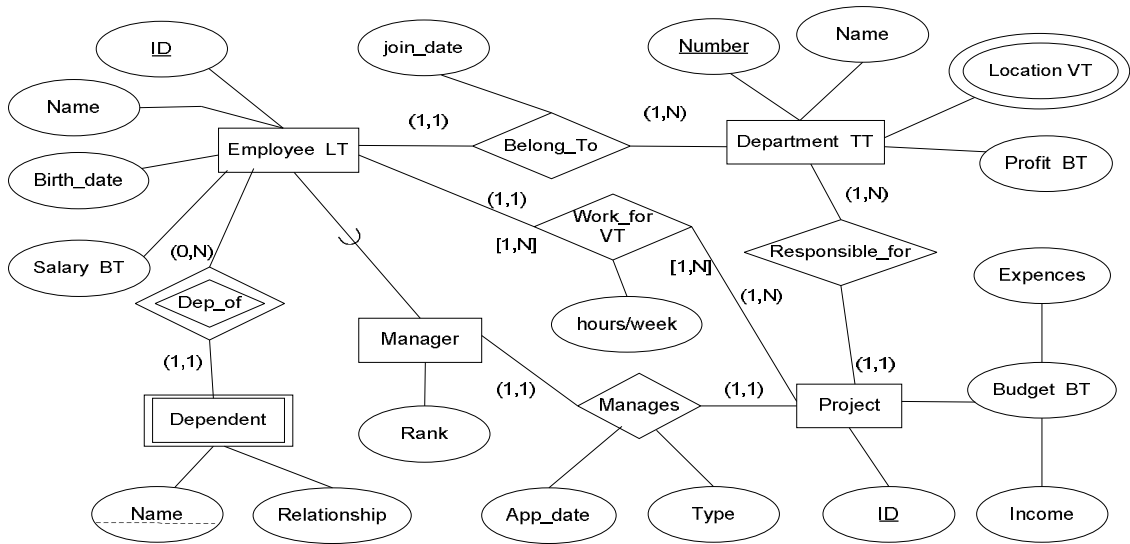 ID
join_date
Number
Name
Location VT
Name
(1,1)
(1,N)
Employee LT
Belong_To
Department TT
Profit BT
Birth_date
(1,1)
Work_for
VT
(1,N)
Salary BT
(0,N)
[1,N]
[1,N]
Responsible_for
Expences
Dep_of
(1,N)
hours/week
Manager
(1,1)
(1,1)
(1,1)
(1,1)
Budget BT
Dependent
Manages
Project
Rank
Name
Relationship
App_date
Type
ID
Income